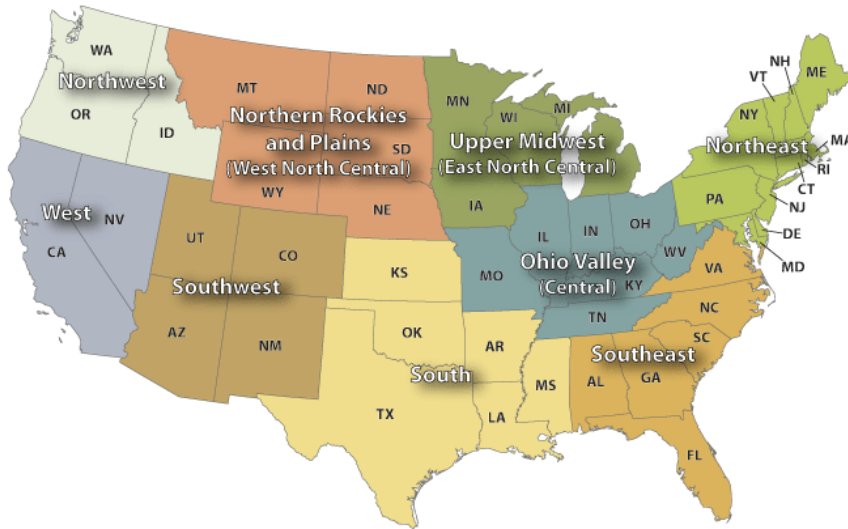 WA
Northwest
OR
ID
MT
ND
Northern Rockies
and Plains
(West North Central)
SD
WY
NE
MN
WI
MI
Upper Midwest
(East North Central)
IA
NH
ME
VT
NY
MA
Northeast
RI
CT
PA
NJ
DE
MD
West
NV
CA
UT
CO
Southwest
AZ
NM
KS
OK
AR
South
TX
LA
MS
IL
IN
OH
WV
Ohio Valley
(Central)
MO
KY
TN
VA
NC
SC
Southeast
AL
GA
FL